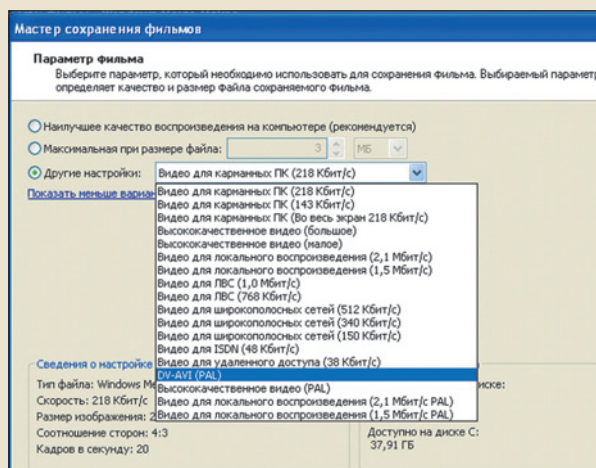 Мастер сохранения фильмов
Параметр фильма
Выберите параметр, который необходимо использовать для сохранения фильма. Выбираемый параметр
определяет качество и размер файла сохраняемого фильма.
Наилучшее качество воспроизведения на компьютере (рекомендуется)
Максимальная при размере файла: 3 МБ
Другие настройки: Видео для карманных ПК (218 Кбит/с)
Показать меньше
Видео для карманных ПК (218 Кбит/с)
Видео для карманных ПК (143 Кбит/с)
Видео для карманных ПК (Во весь экран 218 Кбит/с)
Высококачественное видео (большое)
Высококачественное видео (малое)
Видео для локального воспроизведения (2,1 Мбит/с)
Видео для локального воспроизведения (1,5 Мбит/с)
Видео для ЛВС (1,0 Мбит/с)
Видео для ЛВС (768 Кбит/с)
Видео для широкополосных сетей (512 Кбит/с)
Видео для широкополосных сетей (340 Кбит/с)
Видео для широкополосных сетей (150 Кбит/с)
Видео для ISDN (48 Кбит/с)
Видео для удаленного доступа (38 Кбит/с)
DV-AVI (PAL)
Высококачественное видео (PAL)
Видео для локального воспроизведения (2,1 Мбит/с PAL)
Видео для локального воспроизведения (1,5 Мбит/с PAL)
Сведения о настройке
Тип файла: Windows
Скорость: 218 Кбит/с
Размер изображения:
Соотношение сторон: 4:3
Кадров в секунду: 20
Доступно на диске C:
37,91 ГБ